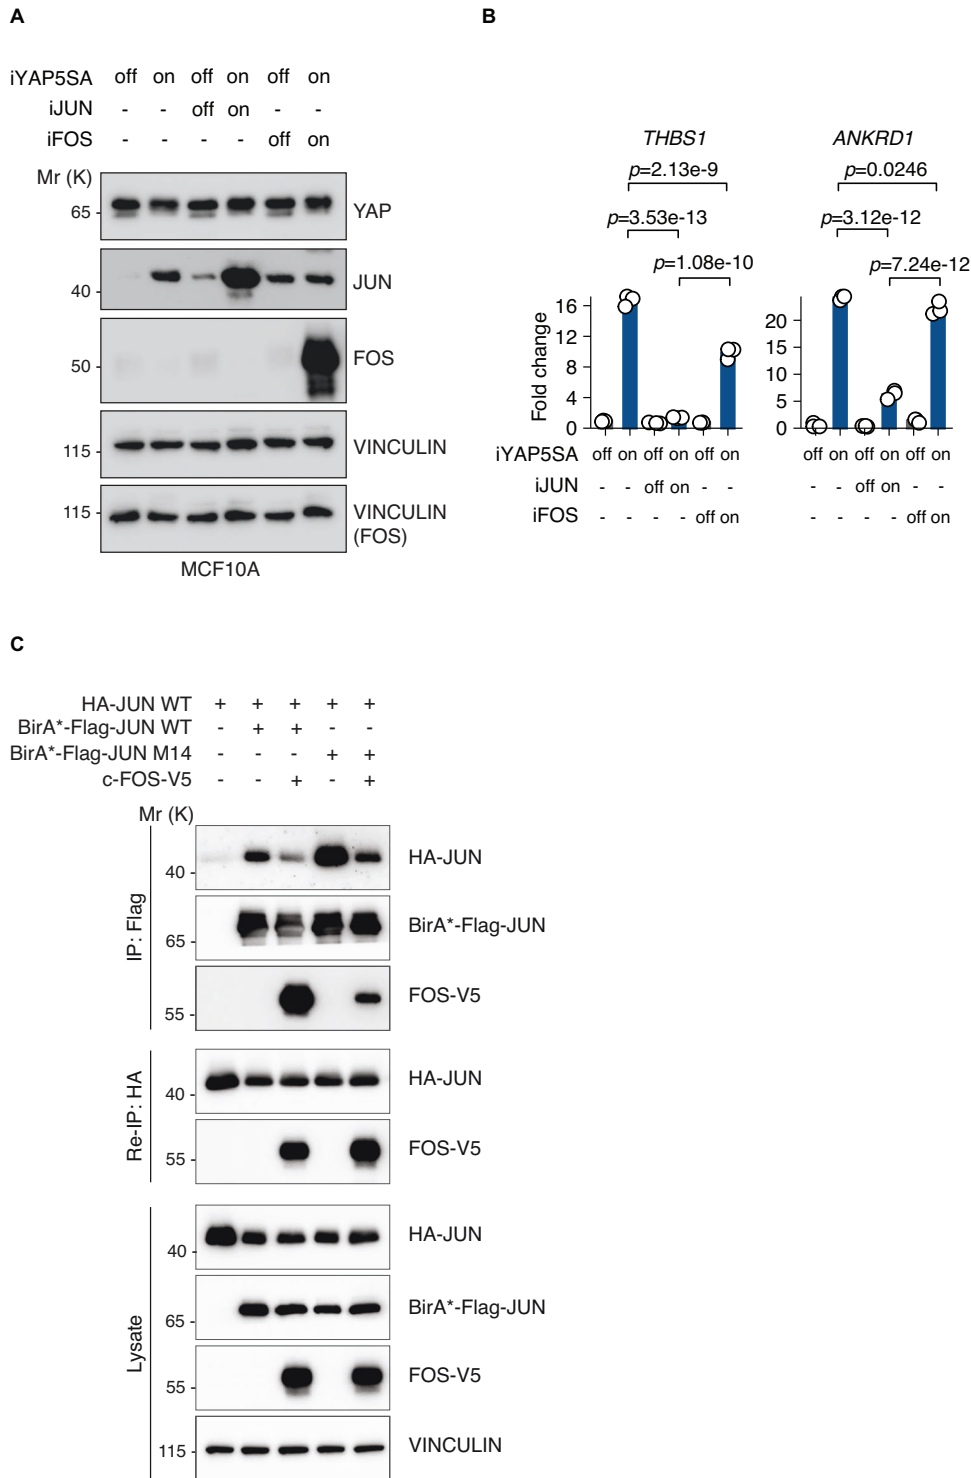 A
iYAP5SA off on off on off on
iJUN - - off on - -
iFOS - - - - off on
Mr (K)
65 - YAP
40 - JUN
50 - FOS
115 - VINCULIN
115 - VINCULIN
(FOS)
MCF10A
B
THBS1 ANKRD1
p=2.13e-9 p=0.0246
p=3.53e-13 p=3.12e-12
p=1.08e-10 p=7.24e-12
Fold change
16
12
8
4
0
20
15
10
5
0
iYAP5SA off on off on off on off on off on off on
iJUN - - off on - - - - off on - -
iFOS - - - - off on - - - - off on
C
HA-JUN WT + + + + +
BirA*-Flag-JUN WT - + + - -
BirA*-Flag-JUN M14 - - - + +
c-FOS-V5 - - + - +
Mr (K)
IP: Flag
40 - HA-JUN
65 - BirA*-Flag-JUN
55 - FOS-V5
Re-IP: HA
40 - HA-JUN
55 - FOS-V5
Lysate
40 - HA-JUN
65 - BirA*-Flag-JUN
55 - FOS-V5
115 - VINCULIN